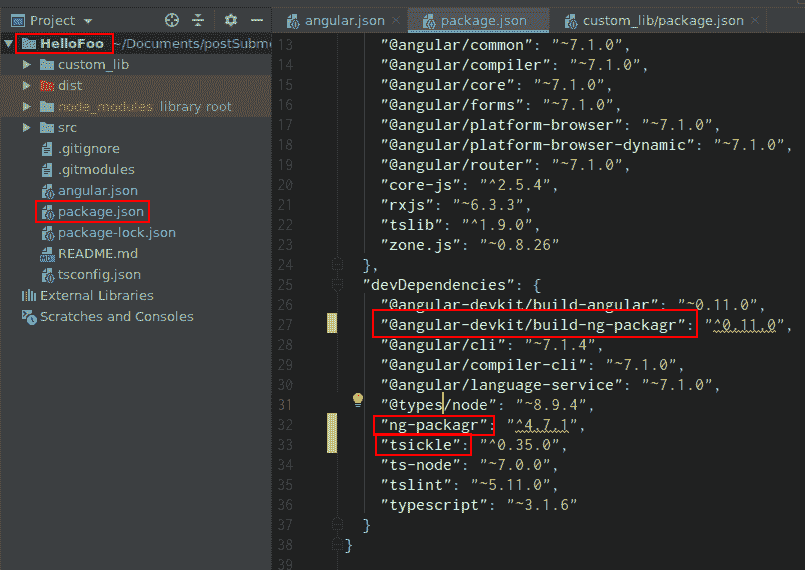 Project
HelloFoo ~/Documents/postSubm
custom_lib
dist
node_modules library root
src
.gitignore
.gitmodules
angular.json
package.json
package-lock.json
README.md
tsconfig.json
External Libraries
Scratches and Consoles
angular.json package.json custom_lib/package.json
13 "@angular/common": "~7.1.0",
14 "@angular/compiler": "~7.1.0",
15 "@angular/core": "~7.1.0",
16 "@angular/forms": "~7.1.0",
17 "@angular/platform-browser": "~7.1.0",
18 "@angular/platform-browser-dynamic": "~7.1.0",
19 "@angular/router": "~7.1.0",
20 "core-js": "^2.5.4",
21 "rxjs": "~6.3.3",
22 "tslib": "^1.9.0",
23 "zone.js": "~0.8.26"
24 },
25 "devDependencies": {
26 "@angular-devkit/build-angular": "~0.11.0",
27 "@angular-devkit/build-ng-packagr": "^0.11.0",
28 "@angular/cli": "~7.1.4",
29 "@angular/compiler-cli": "~7.1.0",
30 "@angular/language-service": "~7.1.0",
31 "@types/node": "~8.9.4",
32 "ng-packagr": "^4.7.1",
33 "tsickle": "^0.35.0",
34 "ts-node": "~7.0.0",
35 "tslint": "~5.11.0",
36 "typescript": "~3.1.6"
37 }
38 }
39